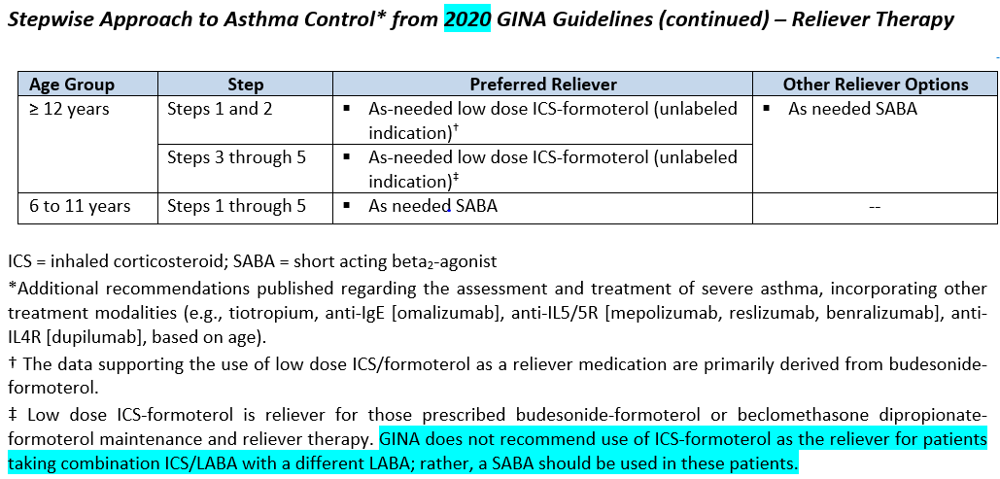 Stepwise Approach to Asthma Control* from 2020 GINA Guidelines (continued) – Reliever Therapy
Age Group Step Preferred Reliever Other Reliever Options
≥ 12 years Steps 1 and 2 ▪ As-needed low dose ICS-formoterol (unlabeled ▪ As needed SABA
indication)†
Steps 3 through 5 ▪ As-needed low dose ICS-formoterol (unlabeled
indication)‡
6 to 11 years Steps 1 through 5 ▪ As needed SABA --
ICS = inhaled corticosteroid; SABA = short acting beta₂-agonist
*Additional recommendations published regarding the assessment and treatment of severe asthma, incorporating other
treatment modalities (e.g., tiotropium, anti-IgE [omalizumab], anti-IL5/5R [mepolizumab, reslizumab, benralizumab], anti-
IL4R [dupilumab], based on age).
† The data supporting the use of low dose ICS/formoterol as a reliever medication are primarily derived from budesonide-
formoterol.
‡ Low dose ICS-formoterol is reliever for those prescribed budesonide-formoterol or beclomethasone dipropionate-
formoterol maintenance and reliever therapy. GINA does not recommend use of ICS-formoterol as the reliever for patients
taking combination ICS/LABA with a different LABA; rather, a SABA should be used in these patients.